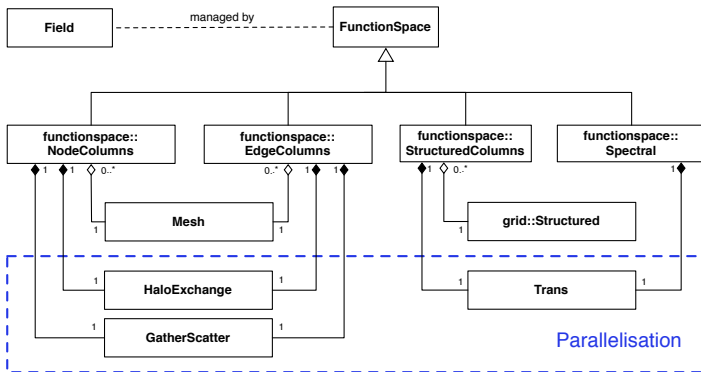 Field
managed by
FunctionSpace
functionspace::
NodeColumns
functionspace::
EdgeColumns
functionspace::
StructuredColumns
functionspace::
Spectral
1
1
0..*
0..*
1
1
1
0..*
1
1
Mesh
1
1
grid::Structured
1
HaloExchange
1
1
Trans
1
1
GatherScatter
1
Parallelisation